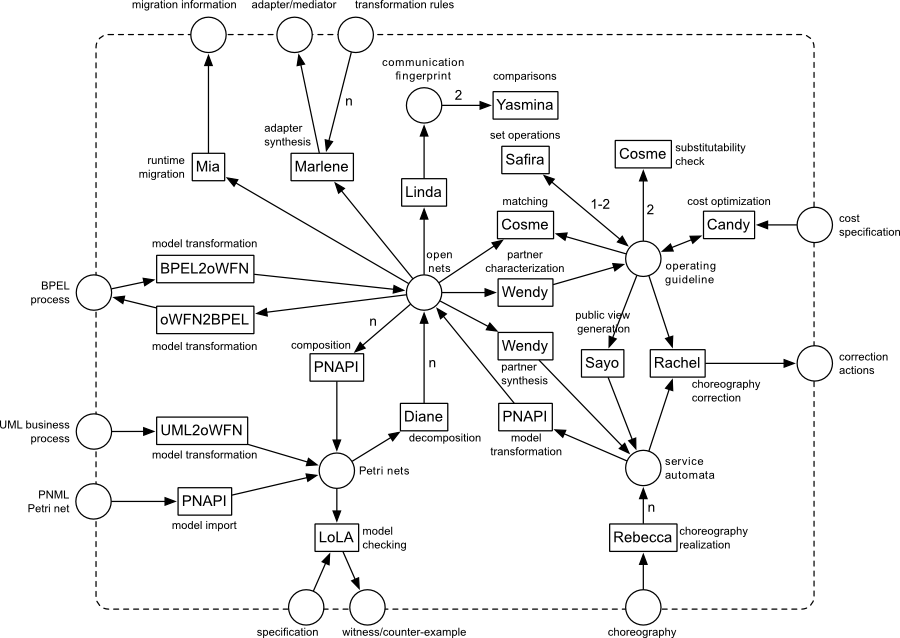 migration information
adapter/mediator
transformation rules
communication
fingerprint
comparisons
2
Yasmina
n
adapter
synthesis
set operations
Safira
Cosme
substitutability
check
runtime
migration
Mia
Marlene
Linda
1-2
2
matching
Cosme
cost optimization
Candy
cost
specification
model transformation
BPEL2oWFN
open
nets
partner
characterization
Wendy
operating
guideline
BPEL
process
oWFN2BPEL
model transformation
n
public view
generation
composition
PNAPI
Wendy
partner
synthesis
Sayo
Rachel
choreography
correction
correction
actions
n
Diane
decomposition
PNAPI
model
transformation
UML business
process
UML2oWFN
model transformation
Petri nets
service
automata
PNML
Petri net
PNAPI
model import
n
LoLA
model
checking
Rebecca
choreography
realization
specification
witness/counter-example
choreography